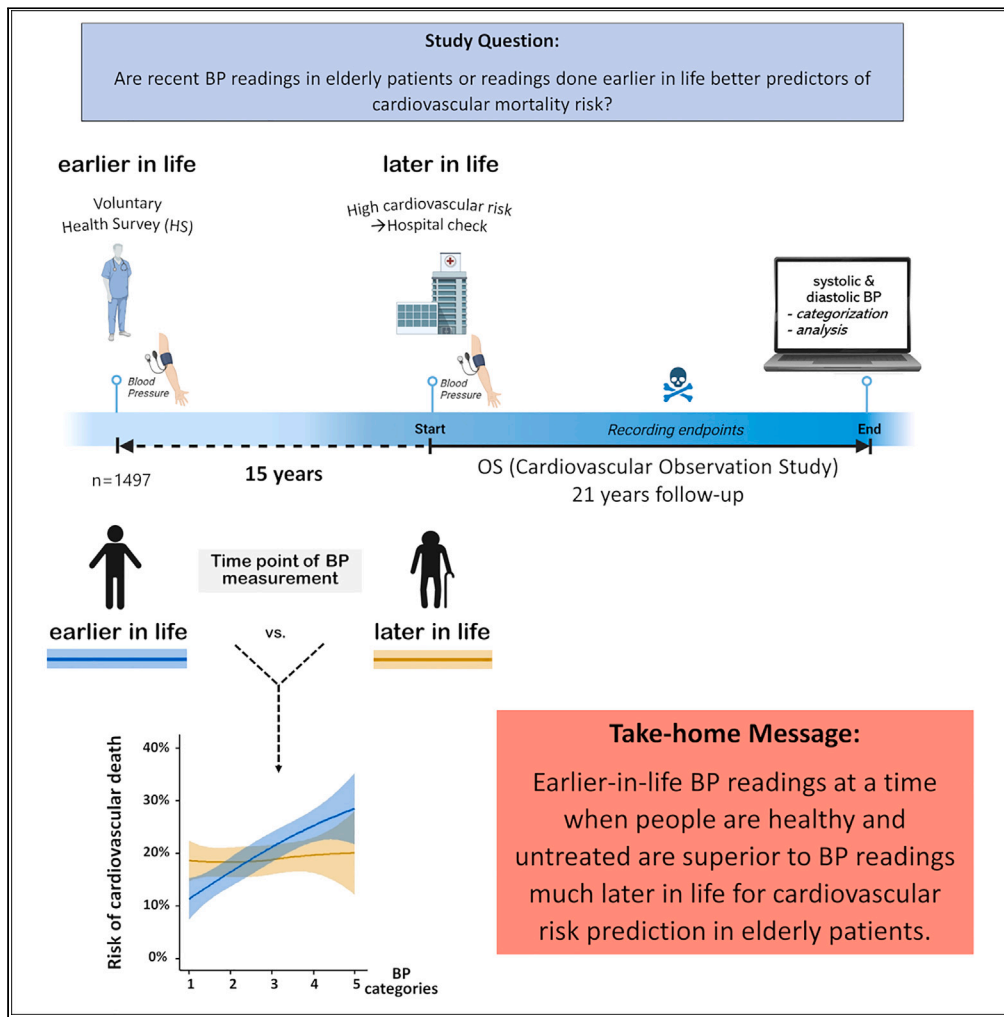 Study Question:
Are recent BP readings in elderly patients or readings done earlier in life better predictors of
cardiovascular mortality risk?
earlier in life
Voluntary
Health Survey (HS)
later in life
High cardiovascular risk
→Hospital check
systolic &
diastolic BP
- categorization
- analysis
Blood
Pressure
Blood
Pressure
Start
Recording endpoints
End
n=1497
15 years
OS (Cardiovascular Observation Study)
21 years follow-up
Time point of BP
measurement
earlier in life
vs.
later in life
Risk of cardiovascular death
40%
30%
20%
10%
0%
1 2 3 4 5
BP
categories
Take-home Message:
Earlier-in-life BP readings at a time
when people are healthy and
untreated are superior to BP readings
much later in life for cardiovascular
risk prediction in elderly patients.